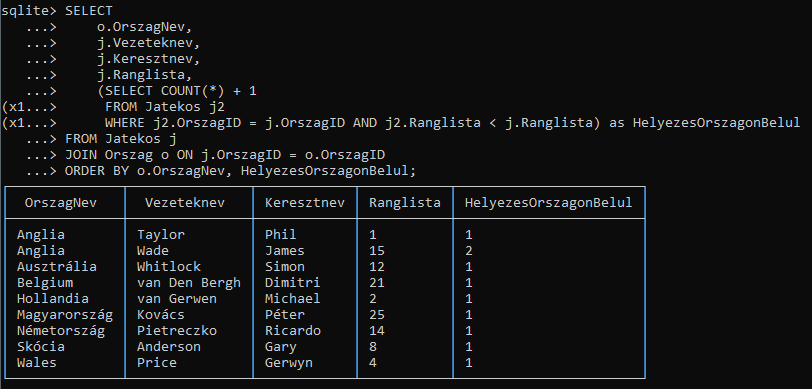 sqlite> SELECT
   ...>     o.OrszagNev,
   ...>     j.Vezeteknev,
   ...>     j.Keresztnev,
   ...>     j.Ranglista,
   ...>     (SELECT COUNT(*) + 1
(x1...>      FROM Jatekos j2
(x1...>      WHERE j2.OrszagID = j.OrszagID AND j2.Ranglista < j.Ranglista) as HelyezesOrszagonBelul
   ...> FROM Jatekos j
   ...> JOIN Orszag o ON j.OrszagID = o.OrszagID
   ...> ORDER BY o.OrszagNev, HelyezesOrszagonBelul;
OrszagNev Vezeteknev Keresztnev Ranglista HelyezesOrszagonBelul
Anglia Taylor Phil 1 1
Anglia Wade James 15 2
Ausztrália Whitlock Simon 12 1
Belgium van Den Bergh Dimitri 21 1
Hollandia van Gerwen Michael 2 1
Magyarország Kovács Péter 25 1
Németország Pietreczko Ricardo 14 1
Skócia Anderson Gary 8 1
Wales Price Gerwyn 4 1